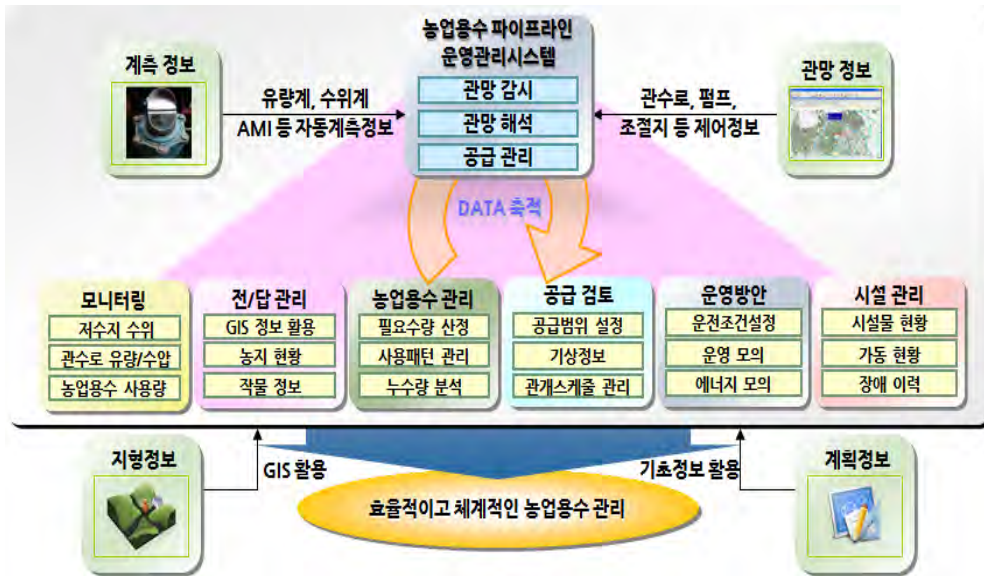 농업용수 파이프라인
운영관리시스템
관망 감시
관망 해석
공급 관리
계측 정보
유량계, 수위계
AMI 등 자동계측정보
관망 정보
관수로, 펌프,
조절지 등 제어정보
DATA 축적
모니터링
저수지 수위
관수로 유량/수압
농업용수 사용량
전/답 관리
GIS 정보 활용
농지 현황
작물 정보
농업용수 관리
필요수량 산정
사용패턴 관리
누수량 분석
공급 검토
공급범위 설정
기상정보
관개스케줄 관리
운영방안
운전조건설정
운영 모의
에너지 모의
시설 관리
시설물 현황
가동 현황
장애 이력
지형정보
GIS 활용
기초정보 활용
계획정보
효율적이고 체계적인 농업용수 관리